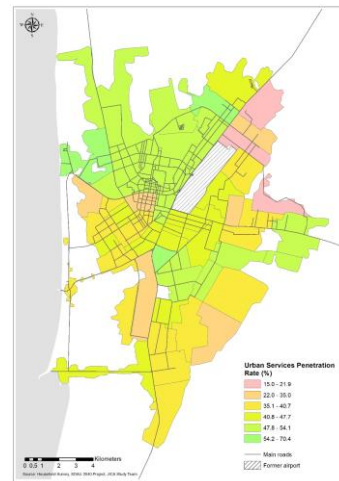 N
Urban Services Penetration
Rate (%)
15.0 - 21.9
22.0 - 35.0
35.1 - 40.7
40.8 - 47.7
47.8 - 54.1
54.2 - 70.4
Main roads
Former airport
Kilometers
0 0.5 1 2 3 4